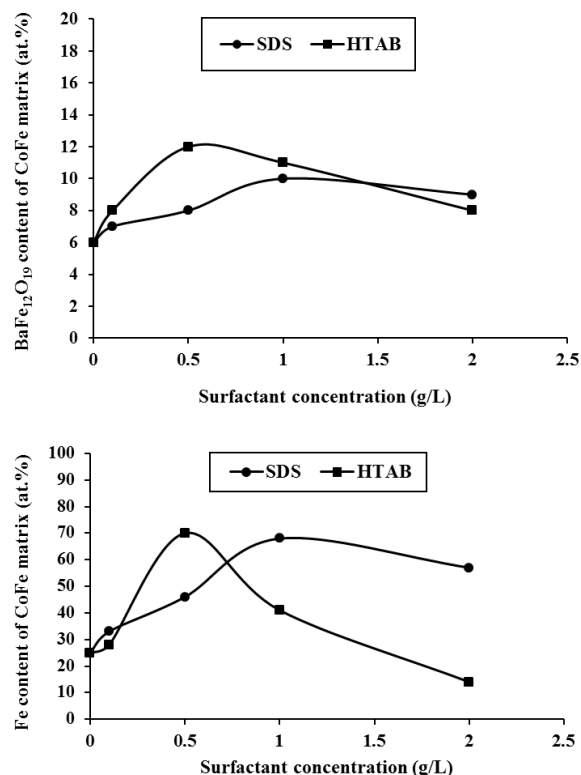 BaFe12O19 content of CoFe matrix (at.%)
20
18
16
14
12
10
8
6
4
2
0
SDS HTAB
0 0.5 1 1.5 2 2.5
Surfactant concentration (g/L)
Fe content of CoFe matrix (at.%)
100
90
80
70
60
50
40
30
20
10
0
SDS HTAB
0 0.5 1 1.5 2 2.5
Surfactant concentration (g/L)